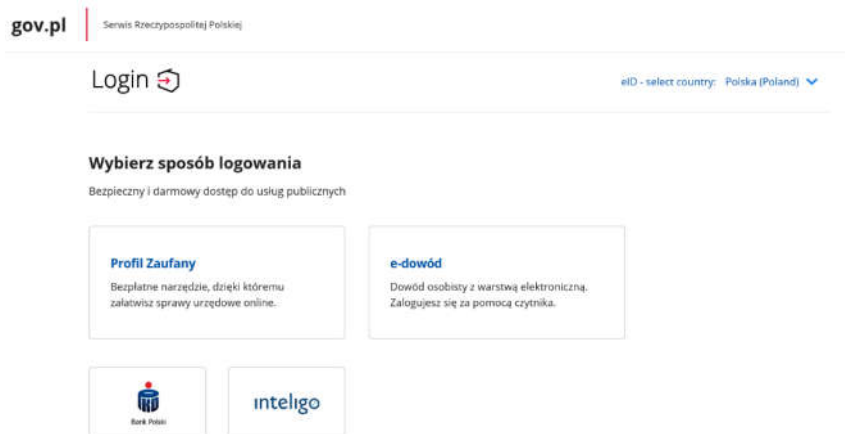 gov.pl
Serwis Rzeczypospolitej Polskiej
Login
eID - select country: Polska (Poland)
Wybierz sposób logowania
Bezpieczny i darmowy dostęp do usług publicznych
Profil Zaufany
Bezpłatne narzędzie, dzięki któremu
załatwisz sprawy urzędowe online.
e-dowód
Dowód osobisty z warstwą elektroniczną.
Zalogujesz się za pomocą czytnika.
Bank Polski
inteligo